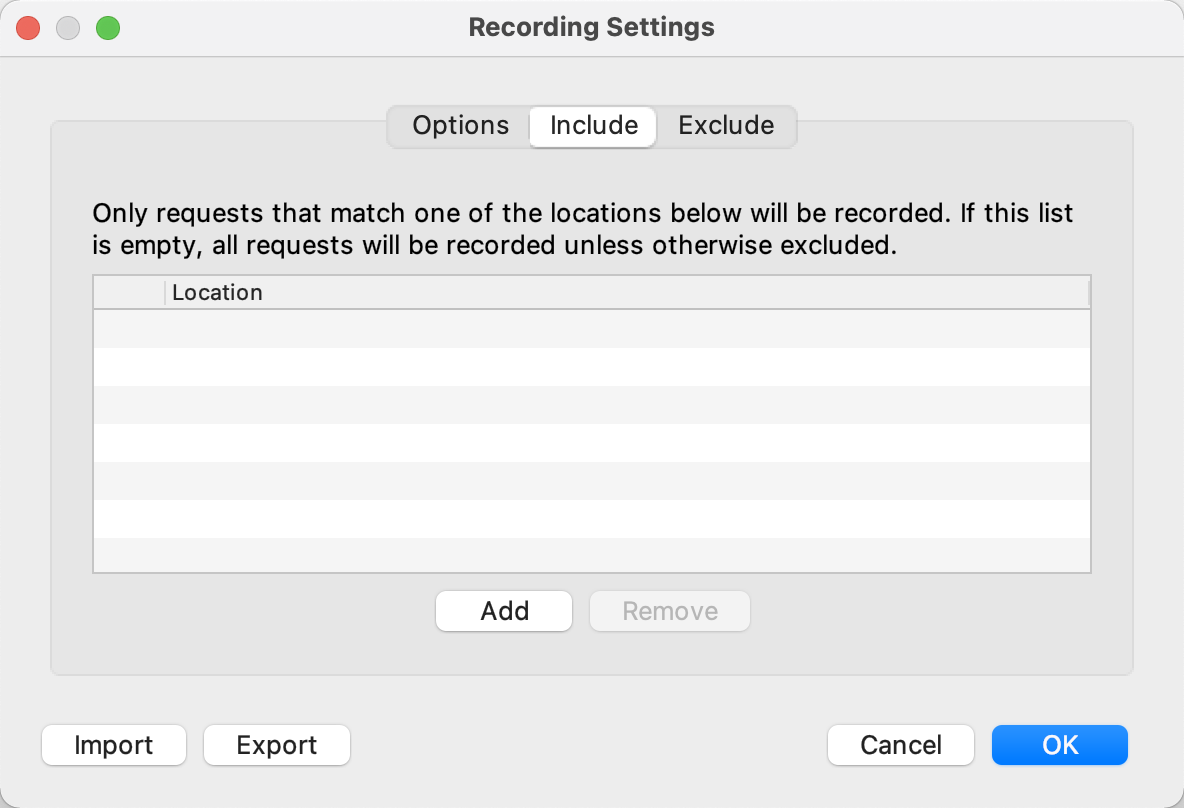 Recording Settings
Options Include Exclude
Only requests that match one of the locations below will be recorded. If this list
is empty, all requests will be recorded unless otherwise excluded.
Location
Add Remove
Import Export Cancel OK